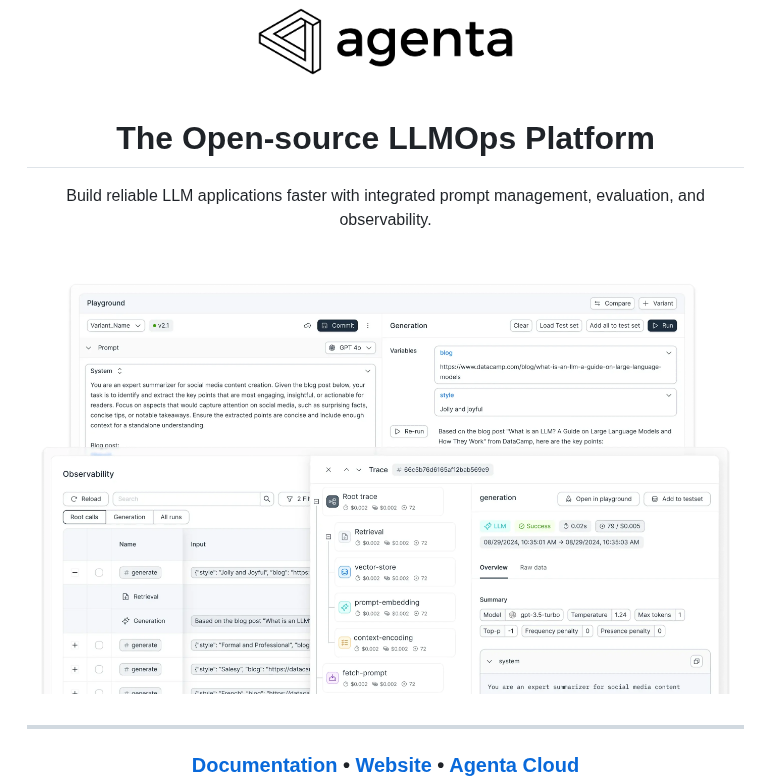 agenta
The Open-source LLMOps Platform
Build reliable LLM applications faster with integrated prompt management, evaluation, and
observability.
Playground
Compare
Variant
Variant_Name
v2.1
Commit
Prompt
GPT 4o
System
You are an expert summarizer for social media content creation. Given the blog post below, your
task is to identify and extract the key points that are most engaging, insightful, or actionable for
readers. Focus on aspects that would capture attention on social media, such as surprising facts,
concise tips, or notable takeaways. Ensure the extracted points are concise and include enough
context for a standalone understanding
Blog post:
Generation
Clear
Load Test set
Add all to test set
Run
Variables
blog
https://www.datacamp.com/blog/what-is-an-llm-a-guide-on-large-language-
models
style
Jolly and joyful
Re-run
Based on the blog post "What is an LLM? A Guide on Large Language Models and
How They Work" from DataCamp, here are the key points:
Observability
Reload
Search
2 Fi
Root calls
Generation
All runs
Name
Input
generate
{"style": "Jolly and Joyful", "blog": "https
Retrieval
Generation
Based on the blog post "What is an LLM
generate
{"style": "Formal and Professional", "blog
generate
{"style": "Salesy", "blog": "https://dataca
generate
{"style": "French", "blog": "https://datac
Trace
# 66c3b76d6165af12bab569e9
Root trace
$0.002 $0.002 72
Retrieval
$0.002 $0.002 72
vector-store
$0.002 $0.002 72
prompt-embedding
$0.002 $0.002 72
context-encoding
$0.002 $0.002 72
fetch-prompt
$0.002 $0.002 72
generation
Open in playground
Add to testset
LLM
Success
0.02s
79 / $0.005
08/29/2024, 10:35:01 AM → 08/29/2024, 10:35:03 AM
Overview
Raw data
Summary
Model gpt-3.5-turbo
Temperature 1.24
Max tokens 1
Top-p -1
Frequency penalty 0
Presence penalty 0
system
You are an expert summarizer for social media content
Documentation • Website • Agenta Cloud